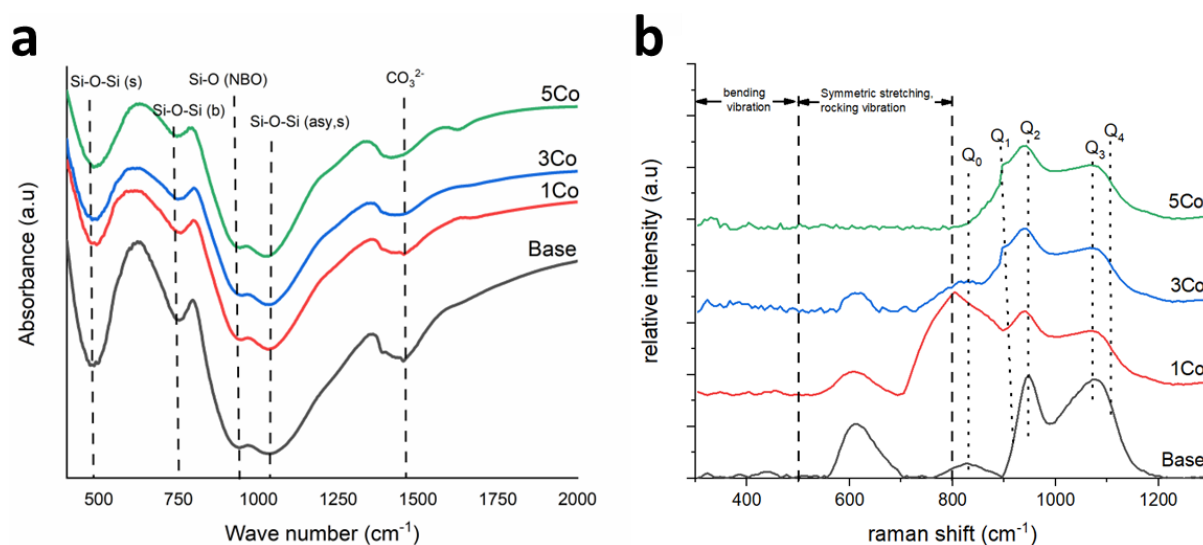 a
Si-O-Si (s)
Si-O-Si (b)
Si-O (NBO)
Si-O-Si (asy,s)
CO₃²⁻
5Co
3Co
1Co
Base
Absorbance (a.u)
500 750 1000 1250 1500 1750 2000
Wave number (cm⁻¹)
b
bending
vibration
Symmetric stretching,
rocking vibration
Q₀
Q₁
Q₂
Q₃
Q₄
5Co
3Co
1Co
Base
relative intensity (a.u)
400 600 800 1000 1200
raman shift (cm⁻¹)